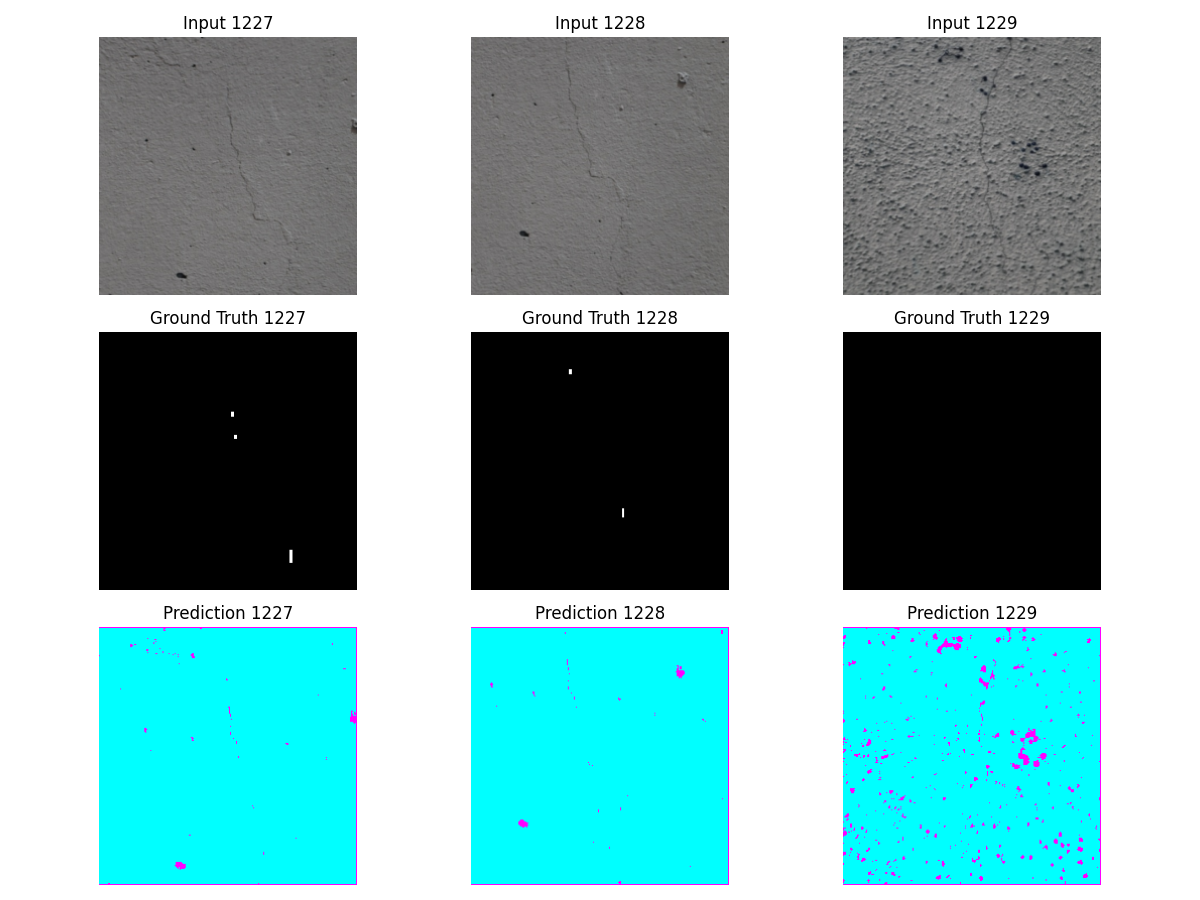 Input 1227
Input 1228
Input 1229
Ground Truth 1227
Ground Truth 1228
Ground Truth 1229
Prediction 1227
Prediction 1228
Prediction 1229